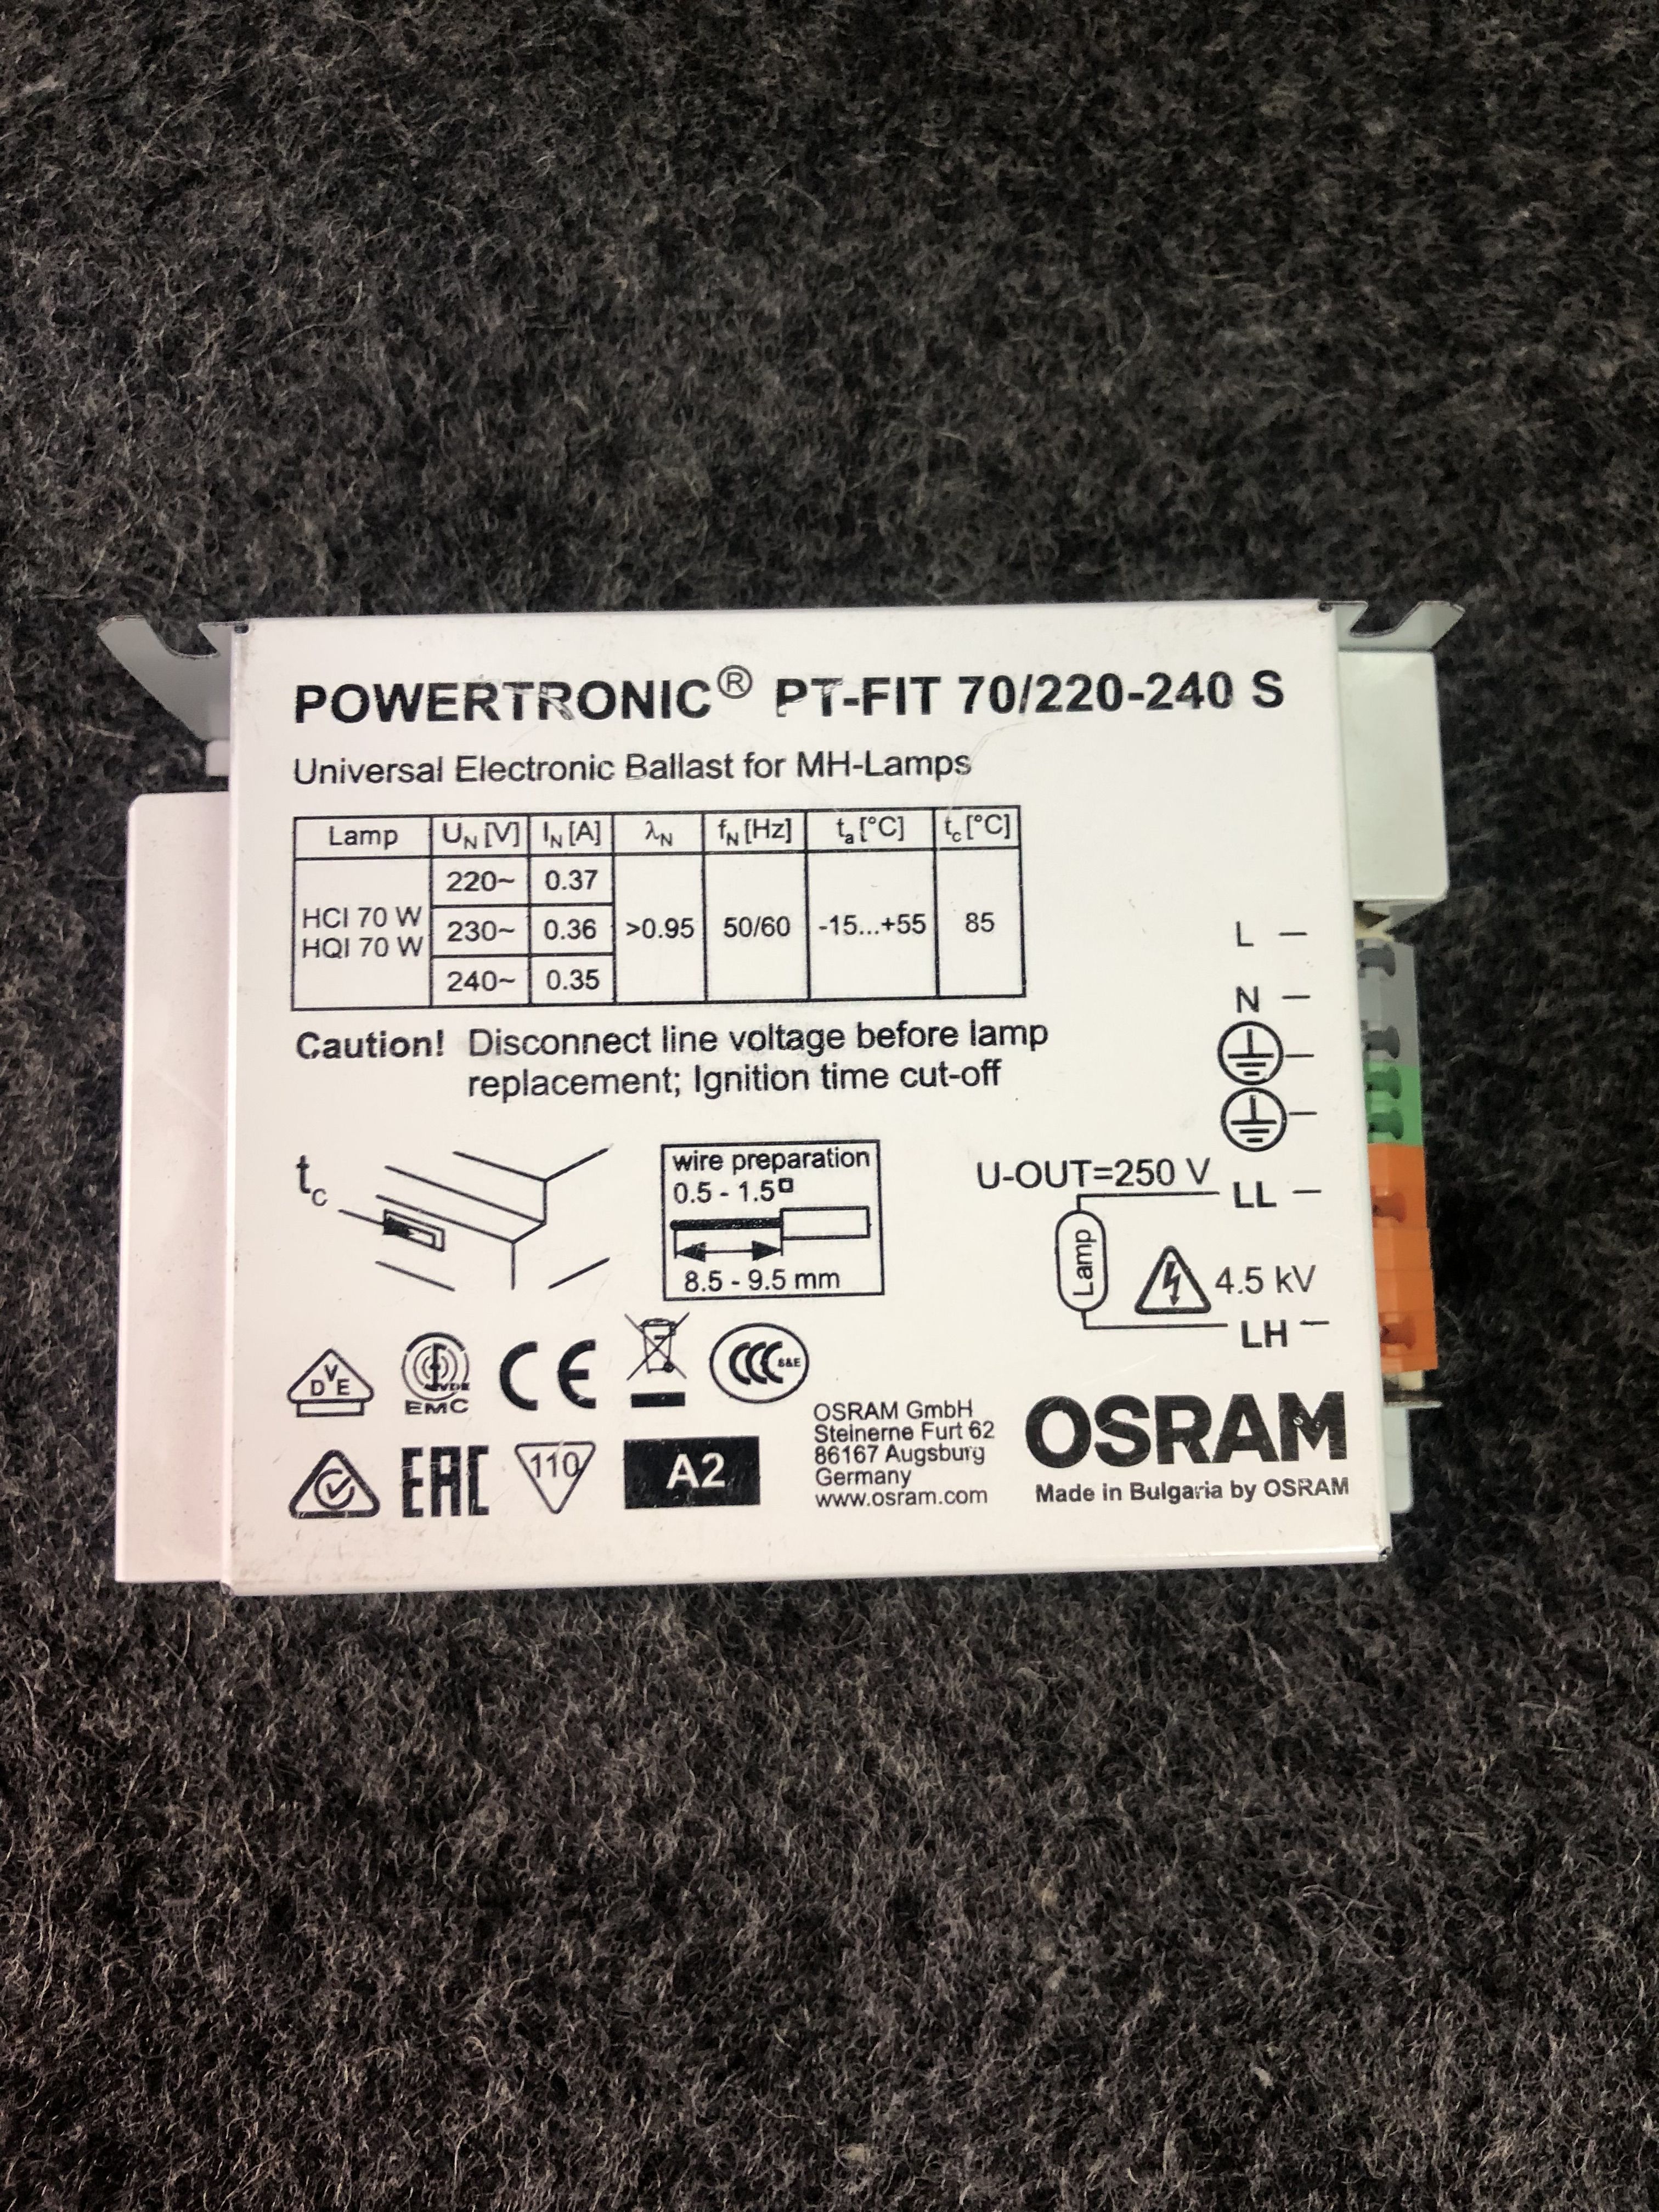 POWERTRONIC® PT-FIT 70/220-240 S
Universal Electronic Ballast for MH-Lamps
Lamp UN [V] IN [A] λN fN [Hz] ta [°C] tc [°C]
HCI 70 W
HQI 70 W
220~ 0.37
230~ 0.36
240~ 0.35
>0.95 50/60 -15...+55 85
Caution! Disconnect line voltage before lamp
replacement; Ignition time cut-off
L
N
tc
wire preparation
0.5 - 1.5
8.5 - 9.5 mm
U-OUT=250 V
LL
Lamp
4.5 kV
LH
DVE
VDE
EMC
CE
CCC S&E
EAC
110
A2
OSRAM GmbH
Steinerne Furt 62
86167 Augsburg
Germany
www.osram.com
OSRAM
Made in Bulgaria by OSRAM